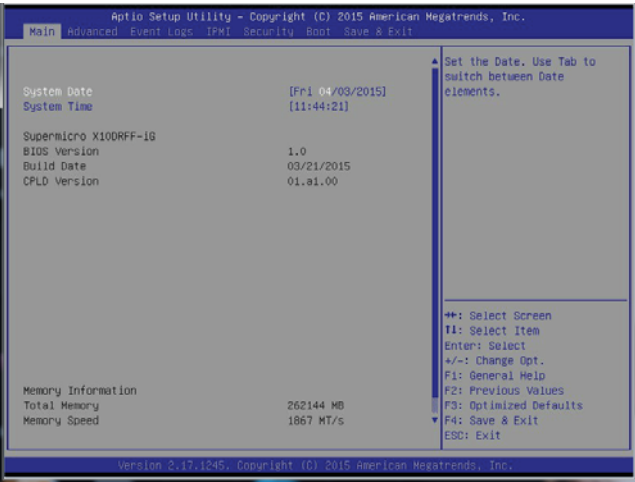 Aptio Setup Utility – Copyright (C) 2015 American Megatrends, Inc.
Main Advanced Event Logs IPMI Security Boot Save & Exit
System Date [Fri 04/03/2015]
System Time [11:44:21]
Supermicro X10DRFF-iG
BIOS Version 1.0
Build Date 03/21/2015
CPLD Version 01.a1.00
Memory Information
Total Memory 262144 MB
Memory Speed 1867 MT/s
Set the Date. Use Tab to
switch between Date
elements.
→←: Select Screen
↑↓: Select Item
Enter: Select
+/-: Change Opt.
F1: General Help
F2: Previous Values
F3: Optimized Defaults
F4: Save & Exit
ESC: Exit
Version 2.17.1245. Copyright (C) 2015 American Megatrends, Inc.